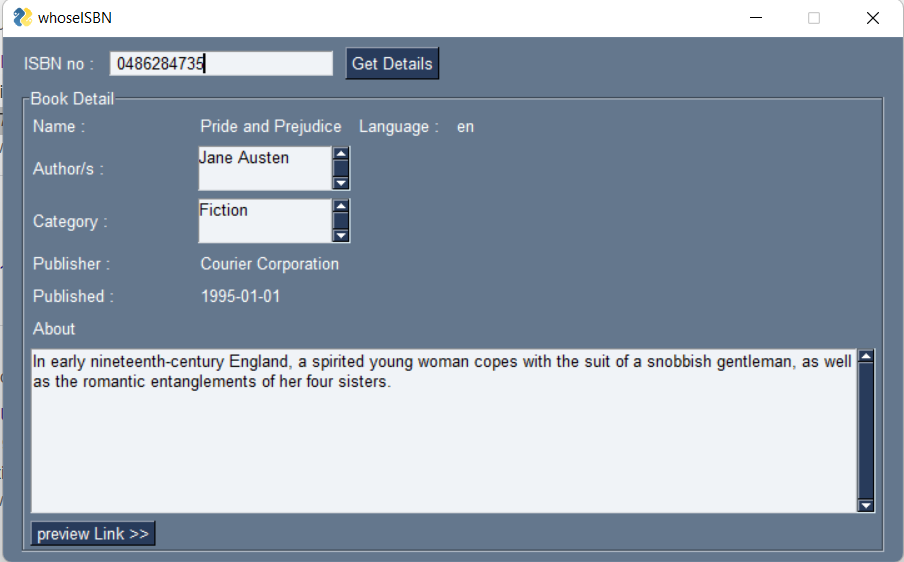 whoseISBN
ISBN no : 0486284735 Get Details
Book Detail
Name : Pride and Prejudice Language : en
Author/s : Jane Austen
Category : Fiction
Publisher : Courier Corporation
Published : 1995-01-01
About
In early nineteenth-century England, a spirited young woman copes with the suit of a snobbish gentleman, as well
as the romantic entanglements of her four sisters.
preview Link >>